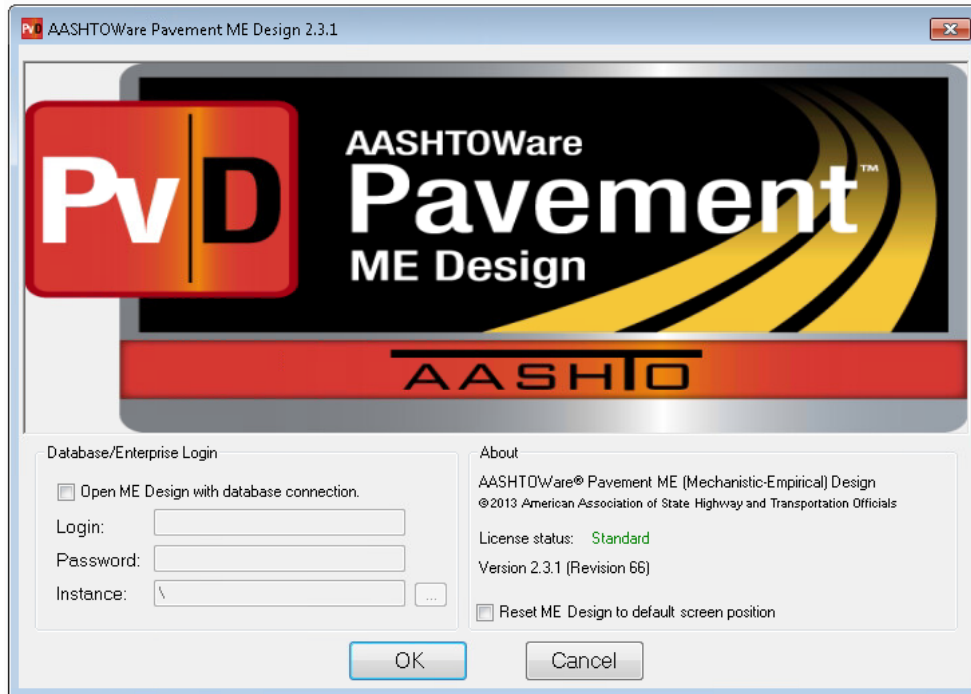 PvD AASHTOWare Pavement ME Design 2.3.1
Pv D
AASHTOWare
Pavement™
ME Design
AASHTO
Database/Enterprise Login
Open ME Design with database connection.
Login:
Password:
Instance: \
...
About
AASHTOWare® Pavement ME (Mechanistic-Empirical) Design
©2013 American Association of State Highway and Transportation Officials
License status: Standard
Version 2.3.1 (Revision 66)
Reset ME Design to default screen position
OK
Cancel